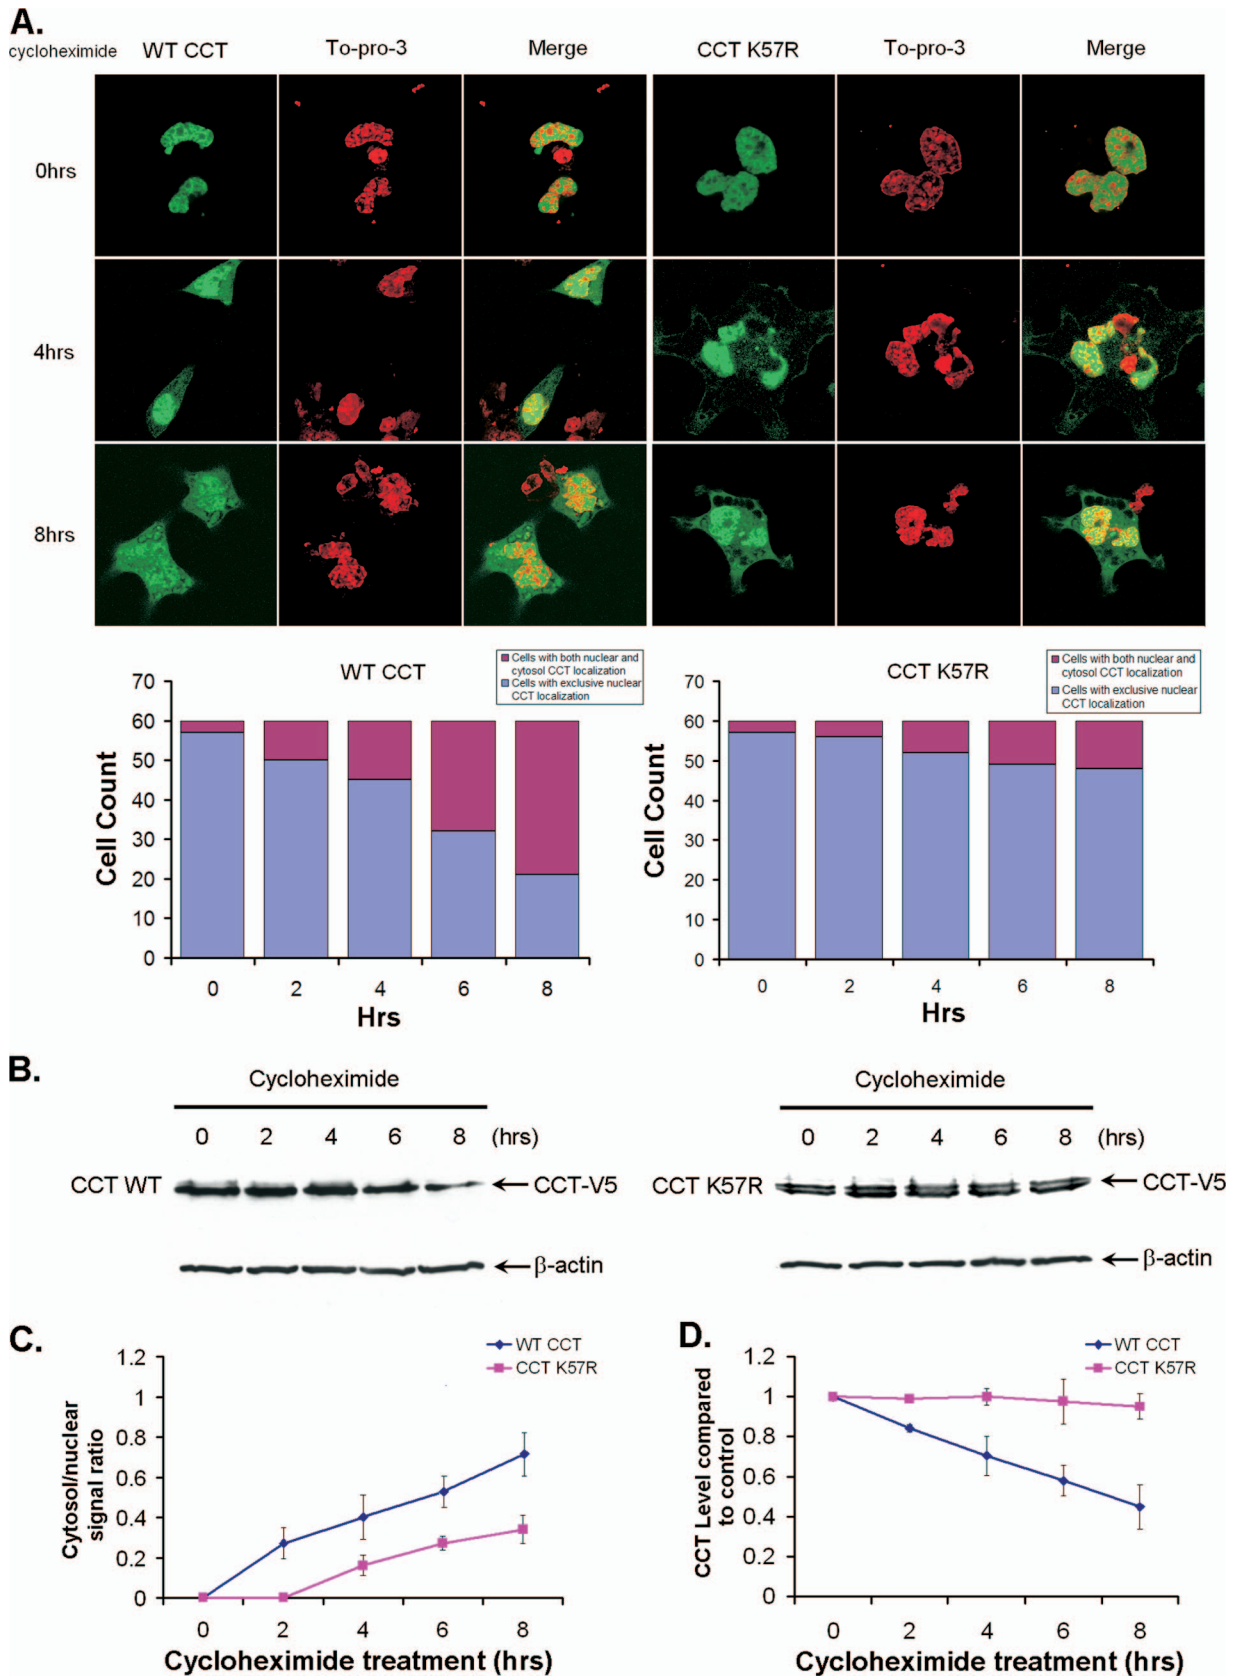 A.
cycloheximide WT CCT To-pro-3 Merge CCT K57R To-pro-3 Merge
0hrs
4hrs
8hrs
WT CCT
Cells with both nuclear and
cytosol CCT localization
Cells with exclusive nuclear
CCT localization
70
60
50
40
30
20
10
0
Cell Count
0 2 4 6 8
Hrs
CCT K57R
Cells with both nuclear and
cytosol CCT localization
Cells with exclusive nuclear
CCT localization
70
60
50
40
30
20
10
0
Cell Count
0 2 4 6 8
Hrs
B.
Cycloheximide
0 2 4 6 8 (hrs)
CCT WT CCT-V5
β-actin
Cycloheximide
0 2 4 6 8 (hrs)
CCT K57R CCT-V5
β-actin
C.
WT CCT
CCT K57R
1.2
1
0.8
0.6
0.4
0.2
0
Cytosol/nuclear
signal ratio
0 2 4 6 8
Cycloheximide treatment (hrs)
D.
WT CCT
CCT K57R
1.2
1
0.8
0.6
0.4
0.2
0
CCT Level compared
to control
0 2 4 6 8
Cycloheximide treatment (hrs)